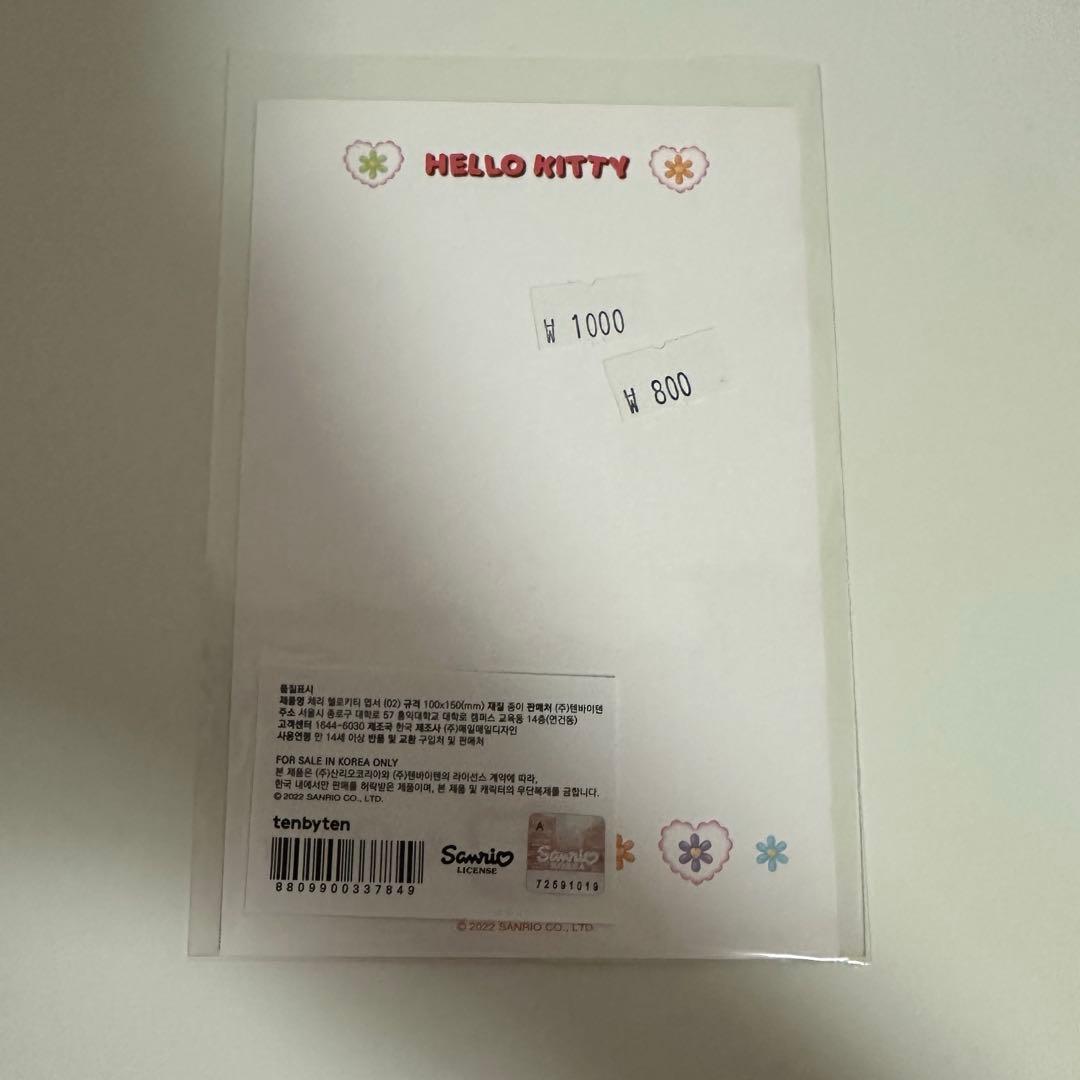 HELLO KITTY
₩ 1000
₩ 800
품질표시
제품명 체리 헬로키티 엽서 (02) 규격 100x150(mm) 재질 종이 판매처 (주)텐바이텐
주소 서울시 종로구 대학로 57 홍익대학교 대학로 캠퍼스 교육동 14층(연건동)
고객센터 1644-6030 제조국 한국 제조사 (주)매일매일디자인
사용연령 만 14세 이상 반품 및 교환 구입처 및 판매처
FOR SALE IN KOREA ONLY
본 제품은 (주)산리오코리아와 (주)텐바이텐의 라이선스 계약에 따라,
한국 내에서만 판매를 허락받은 제품이며, 본 제품 및 캐릭터의 무단복제를 금합니다.
© 2022 SANRIO CO., LTD.
tenbyten
8809900337849
Sanrio
LICENSE
A
Sanrio
KOREA
72591019
© 2022 SANRIO CO., LTD.